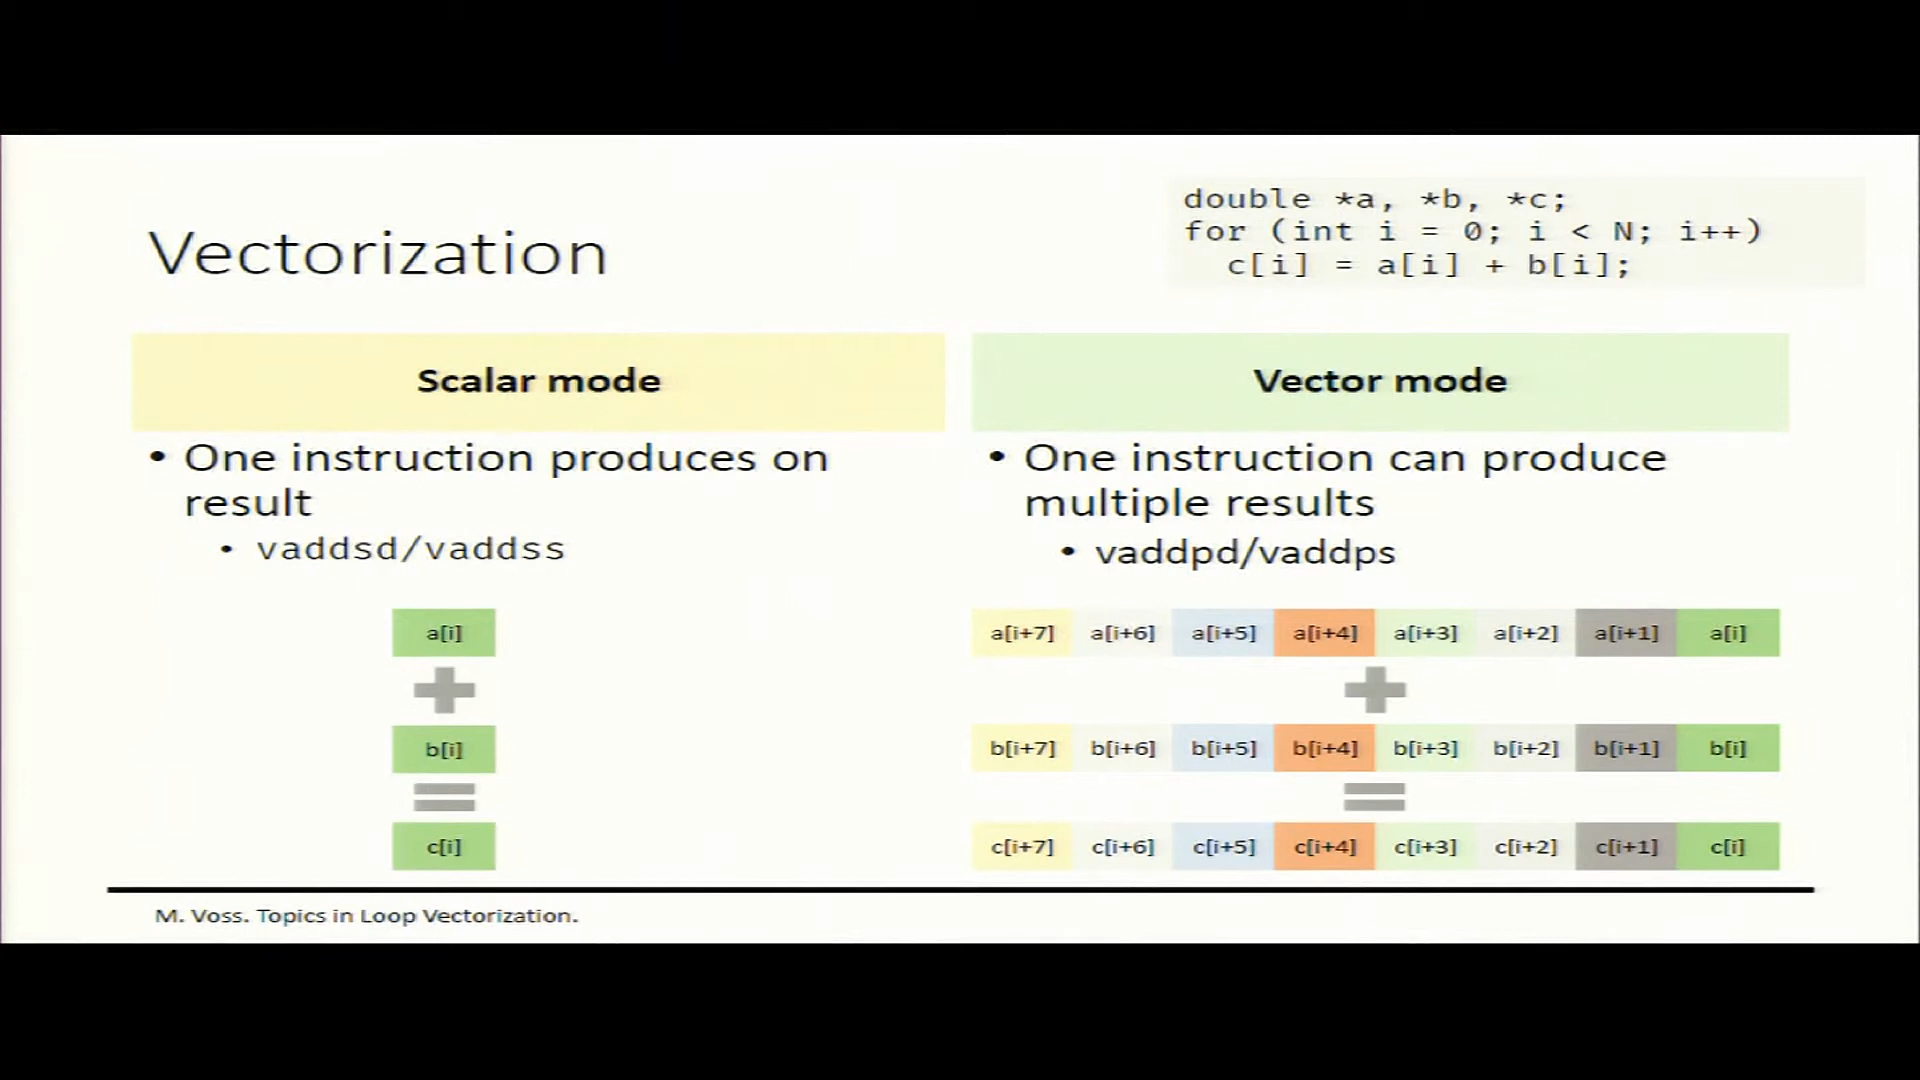 Vectorization
double *a, *b, *c;
for (int i = 0; i < N; i++)
c[i] = a[i] + b[i];
Scalar mode
• One instruction produces on
result
• vaddsd/vaddss
a[i]
b[i]
c[i]
Vector mode
• One instruction can produce
multiple results
• vaddpd/vaddps
a[i+7] a[i+6] a[i+5] a[i+4] a[i+3] a[i+2] a[i+1] a[i]
b[i+7] b[i+6] b[i+5] b[i+4] b[i+3] b[i+2] b[i+1] b[i]
c[i+7] c[i+6] c[i+5] c[i+4] c[i+3] c[i+2] c[i+1] c[i]
M. Voss. Topics in Loop Vectorization.